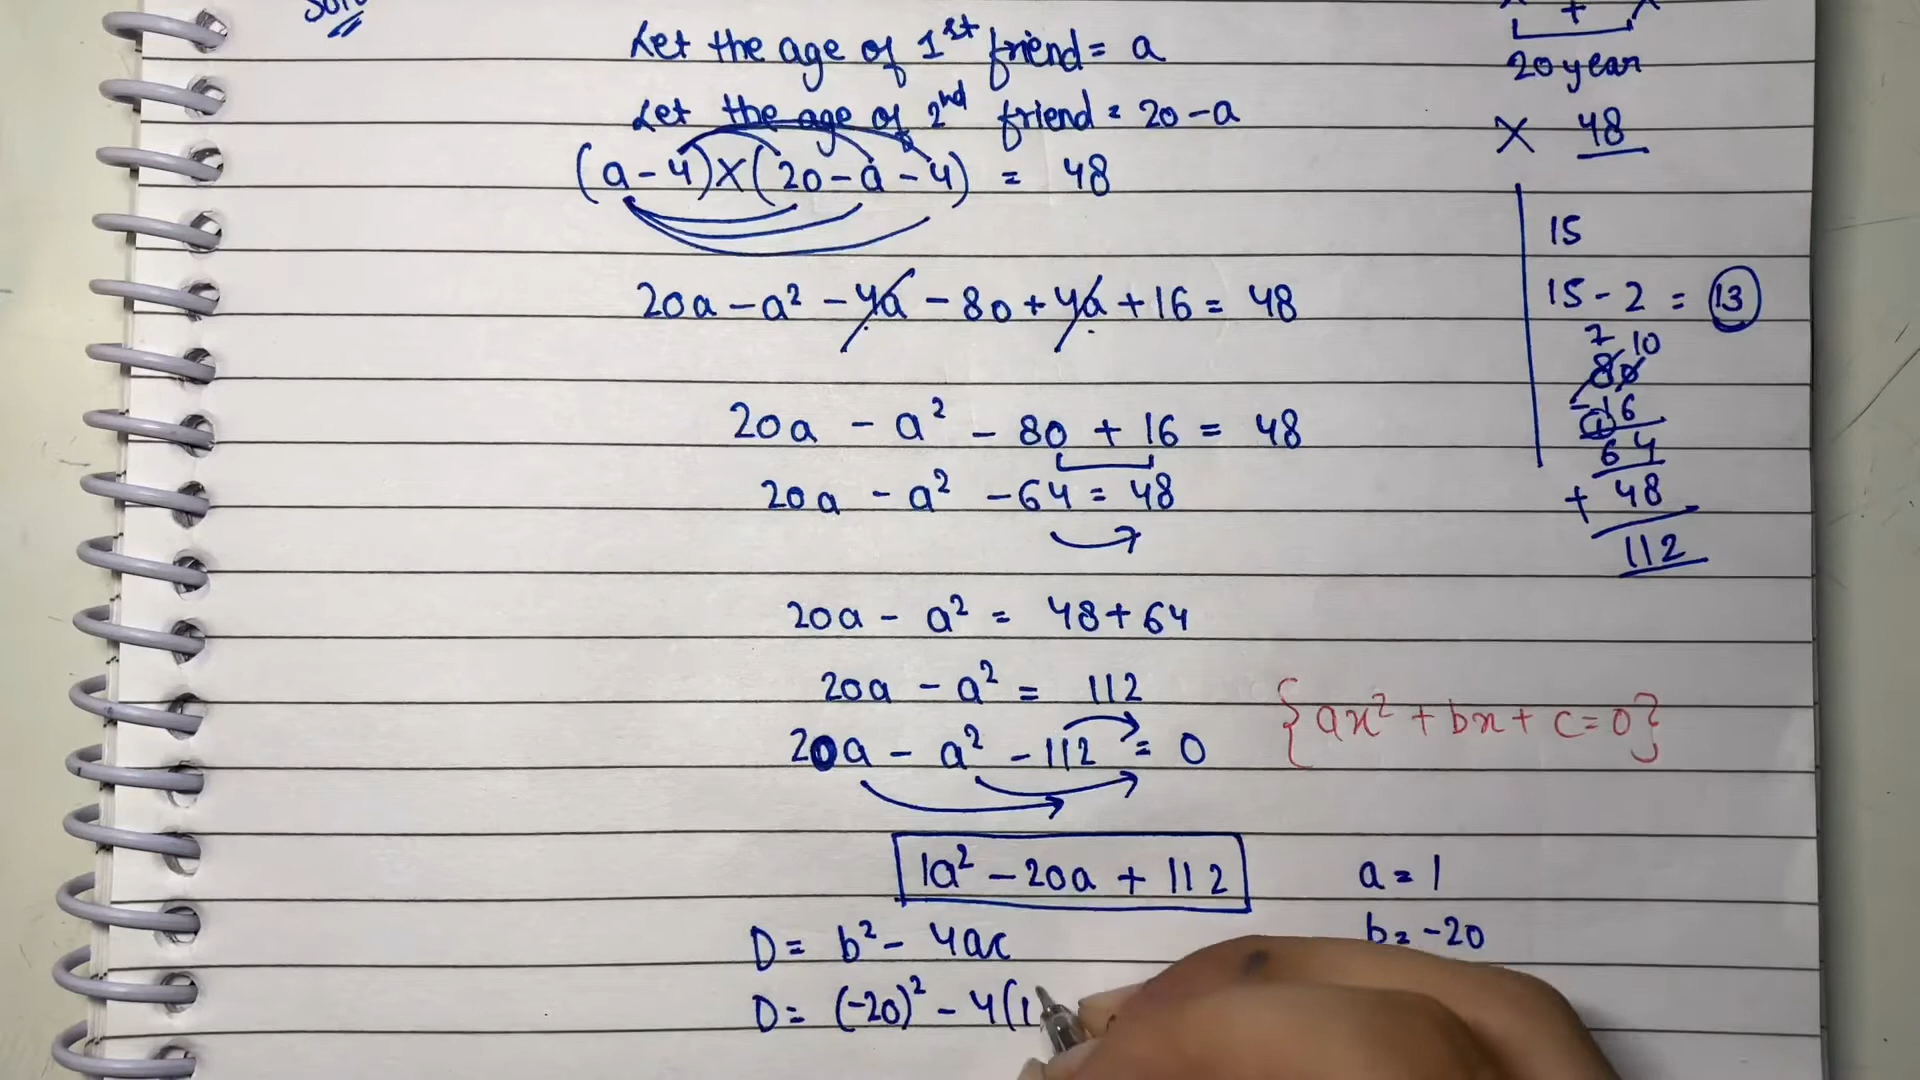 Let the age of 1st friend = a
Let the age of 2nd friend = 20 - a
(a - 4) × (20 - a - 4) = 48
20a - a² - 4a - 80 + 4a + 16 = 48
20a - a² - 80 + 16 = 48
20a - a² - 64 = 48
20a - a² = 48 + 64
20a - a² = 112
20a - a² - 112 = 0
{ax² + bx + c = 0}
1a² - 20a + 112
a = 1
b = -20
D = b² - 4ac
D = (-20)² - 4(1
+
20 year
× 48
15
15 - 2 = 13
7 10
80
- 16
64
+ 48
112